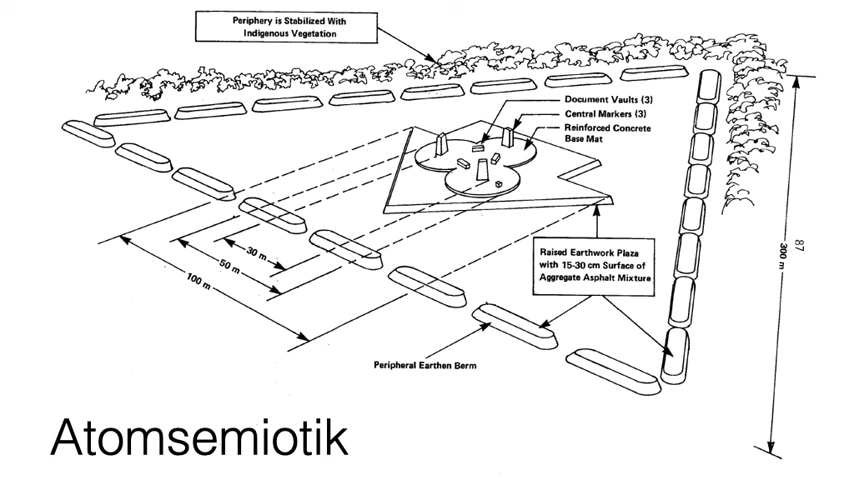 Periphery is Stabilized With
Indigenous Vegetation
Document Vaults (3)
Central Markers (3)
Reinforced Concrete
Base Mat
30 m
50 m
100 m
Raised Earthwork Plaza
with 15-30 cm Surface of
Aggregate Asphalt Mixture
300 m
87
Peripheral Earthen Berm
Atomsemiotik